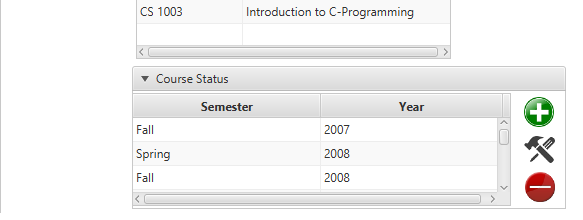 CS 1003 Introduction to C-Programming
Course Status
Semester Year
Fall 2007
Spring 2008
Fall 2008